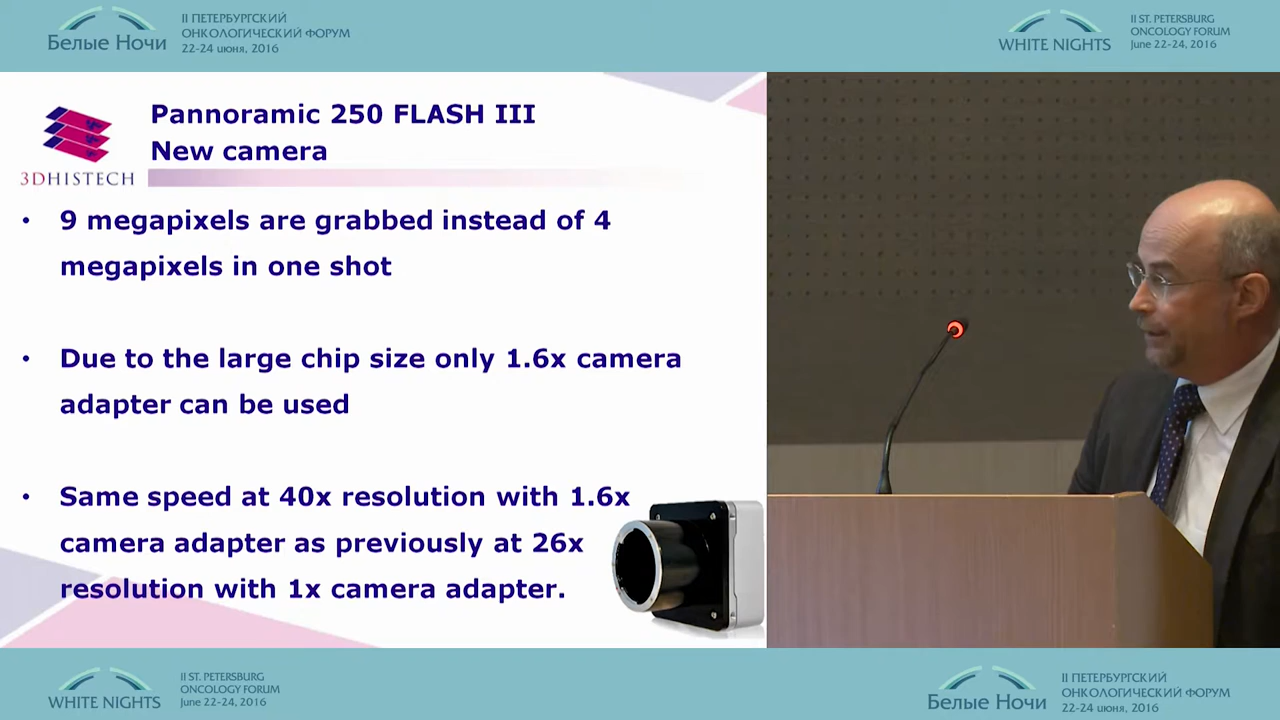 Белые Ночи
II ПЕТЕРБУРГСКИЙ
ОНКОЛОГИЧЕСКИЙ ФОРУМ
22-24 июня, 2016
WHITE NIGHTS
II ST. PETERSBURG
ONCOLOGY FORUM
June 22-24, 2016
3DHISTECH
Pannoramic 250 FLASH III
New camera
• 9 megapixels are grabbed instead of 4
megapixels in one shot
• Due to the large chip size only 1.6x camera
adapter can be used
• Same speed at 40x resolution with 1.6x
camera adapter as previously at 26x
resolution with 1x camera adapter.
WHITE NIGHTS
II ST. PETERSBURG
ONCOLOGY FORUM
June 22-24, 2016
Белые Ночи
II ПЕТЕРБУРГСКИЙ
ОНКОЛОГИЧЕСКИЙ ФОРУМ
22-24 июня, 2016